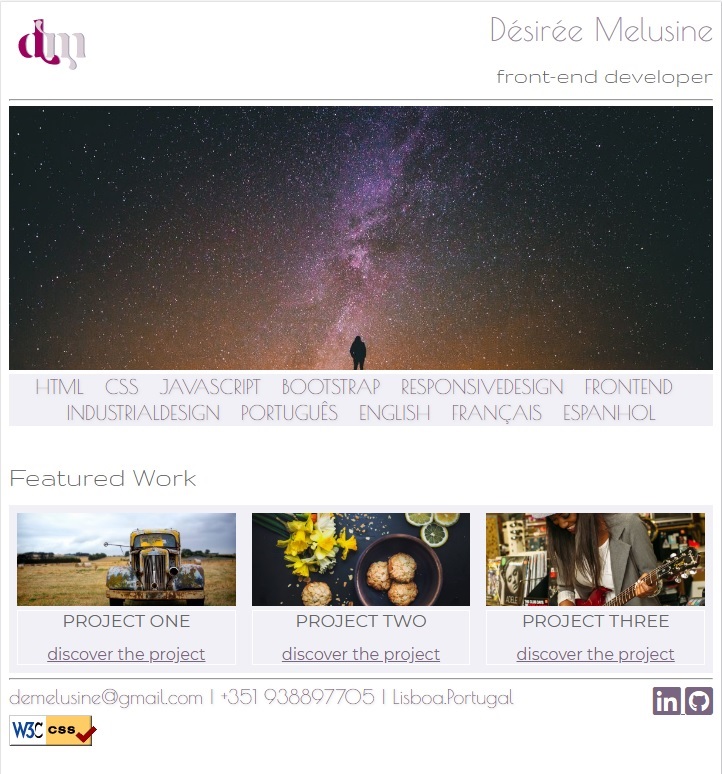 dm
Désirée Melusine
front-end developer
HTML CSS JAVASCRIPT BOOTSTRAP RESPONSIVEDESIGN FRONTEND
INDUSTRIALDESIGN PORTUGUÊS ENGLISH FRANÇAIS ESPANHOL
Featured Work
ADELE
PROJECT ONE
discover the project
PROJECT TWO
discover the project
PROJECT THREE
discover the project
demelusine@gmail.com | +351 938897705 | Lisboa.Portugal
in
W3C css